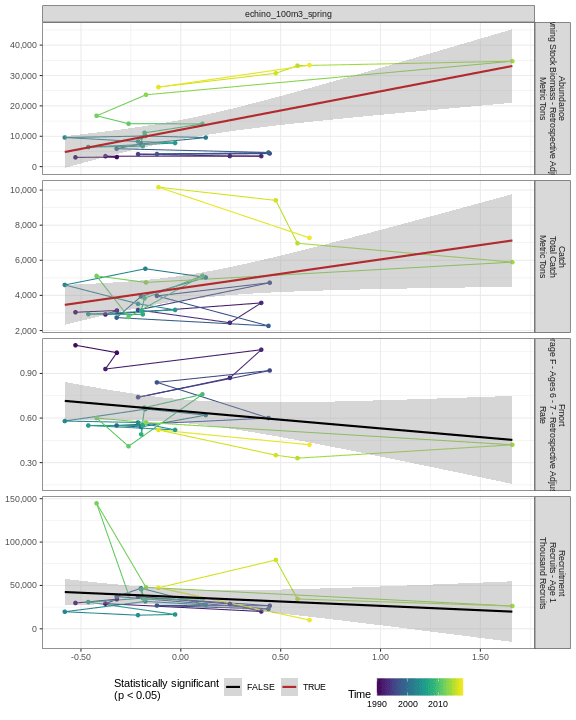 echino_100m3_spring
40,000
30,000
20,000
10,000
0
Abundance
Stock Biomass - Retrospective
Metric Tons
10,000
8,000
6,000
4,000
2,000
Catch
Total Catch
Metric Tons
0.90
0.60
0.30
Fmort
F - Ages 6 - 7 - Retrospective
Rate
150,000
100,000
50,000
0
Recruitment
Recruits - Age 1
Thousand Recruits
-0.50 0.00 0.50 1.00 1.50
Statistically significant
(p < 0.05)
FALSE TRUE
Time
1990 2000 2010